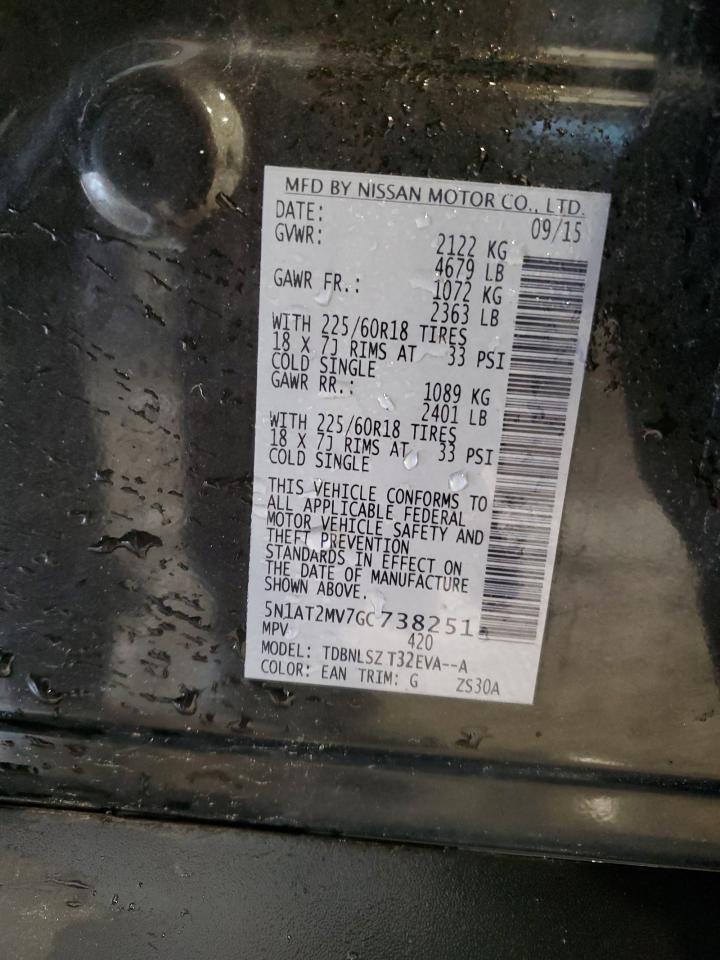 MFD BY NISSAN MOTOR CO., LTD.
DATE: 09/15
GVWR: 2122 KG
4679 LB
GAWR FR.: 1072 KG
2363 LB
WITH 225/60R18 TIRES
18 X 7J RIMS AT 33 PSI
COLD SINGLE
GAWR RR.: 1089 KG
2401 LB
WITH 225/60R18 TIRES
18 X 7J RIMS AT 33 PSI
COLD SINGLE
THIS VEHICLE CONFORMS TO
ALL APPLICABLE FEDERAL
MOTOR VEHICLE SAFETY AND
THEFT PREVENTION
STANDARDS IN EFFECT ON
THE DATE OF MANUFACTURE
SHOWN ABOVE.
5N1AT2MV7GC738251
MPV 420
MODEL: TDBNLSZ T32EVA--A
COLOR: EAN TRIM: G ZS30A